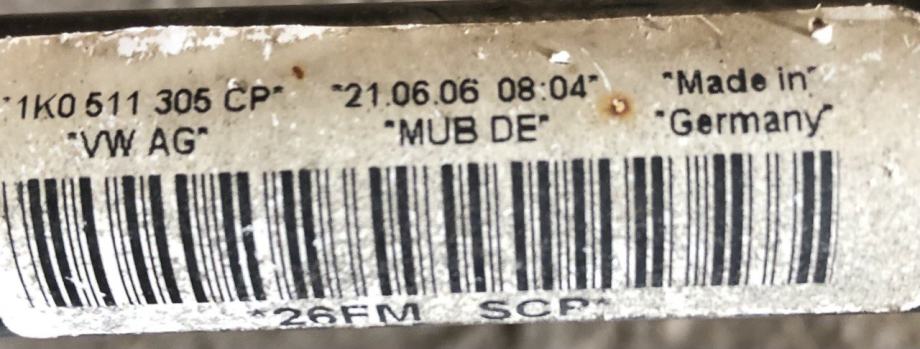 "1K0 511 305 CP" "21.06.06 08:04" "Made in"
"VW AG" "MUB DE" "Germany"
"26FM SCP"